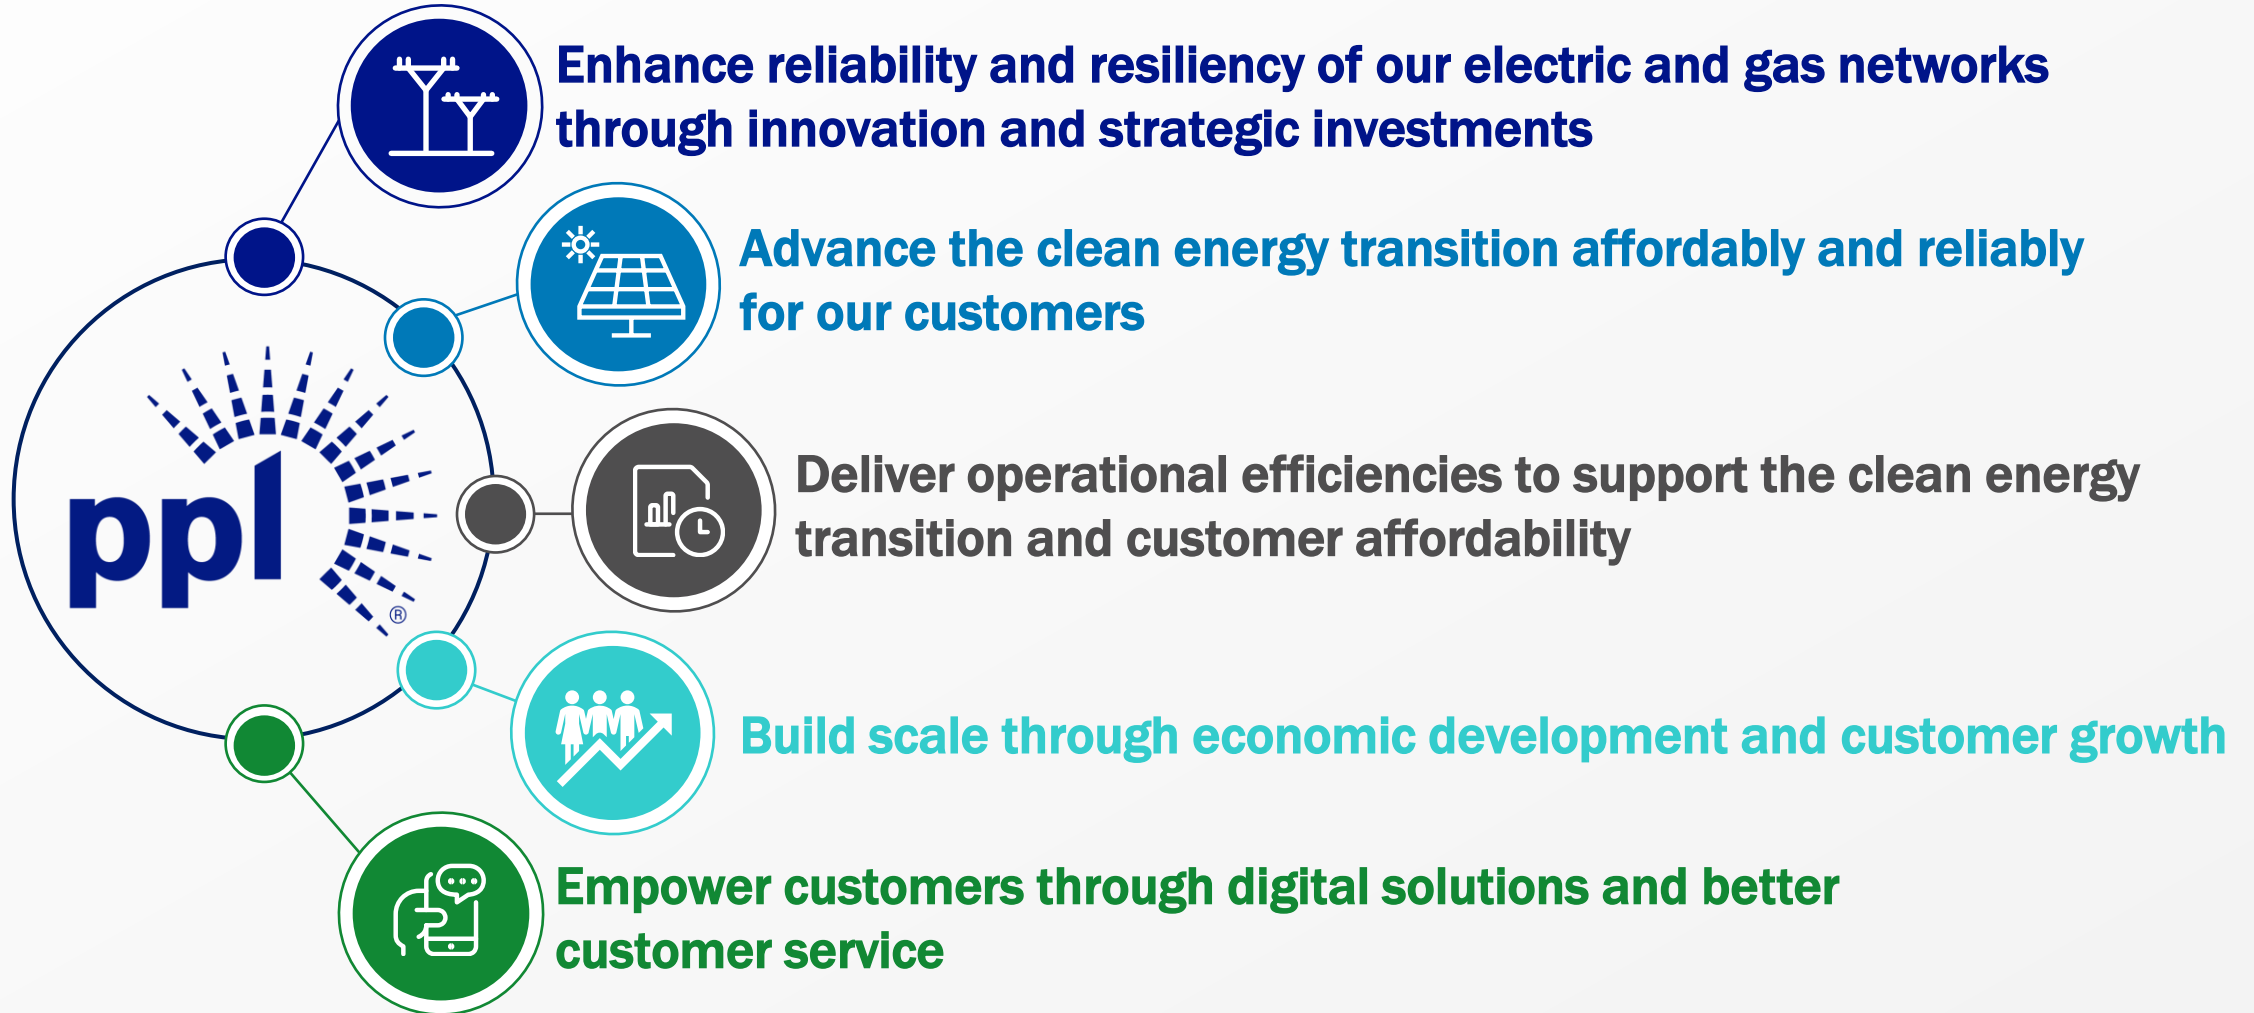 Enhance reliability and resiliency of our electric and gas networks
through innovation and strategic investments
Advance the clean energy transition affordably and reliably
for our customers
ppl
®
Deliver operational efficiencies to support the clean energy
transition and customer affordability
Build scale through economic development and customer growth
Empower customers through digital solutions and better
customer service